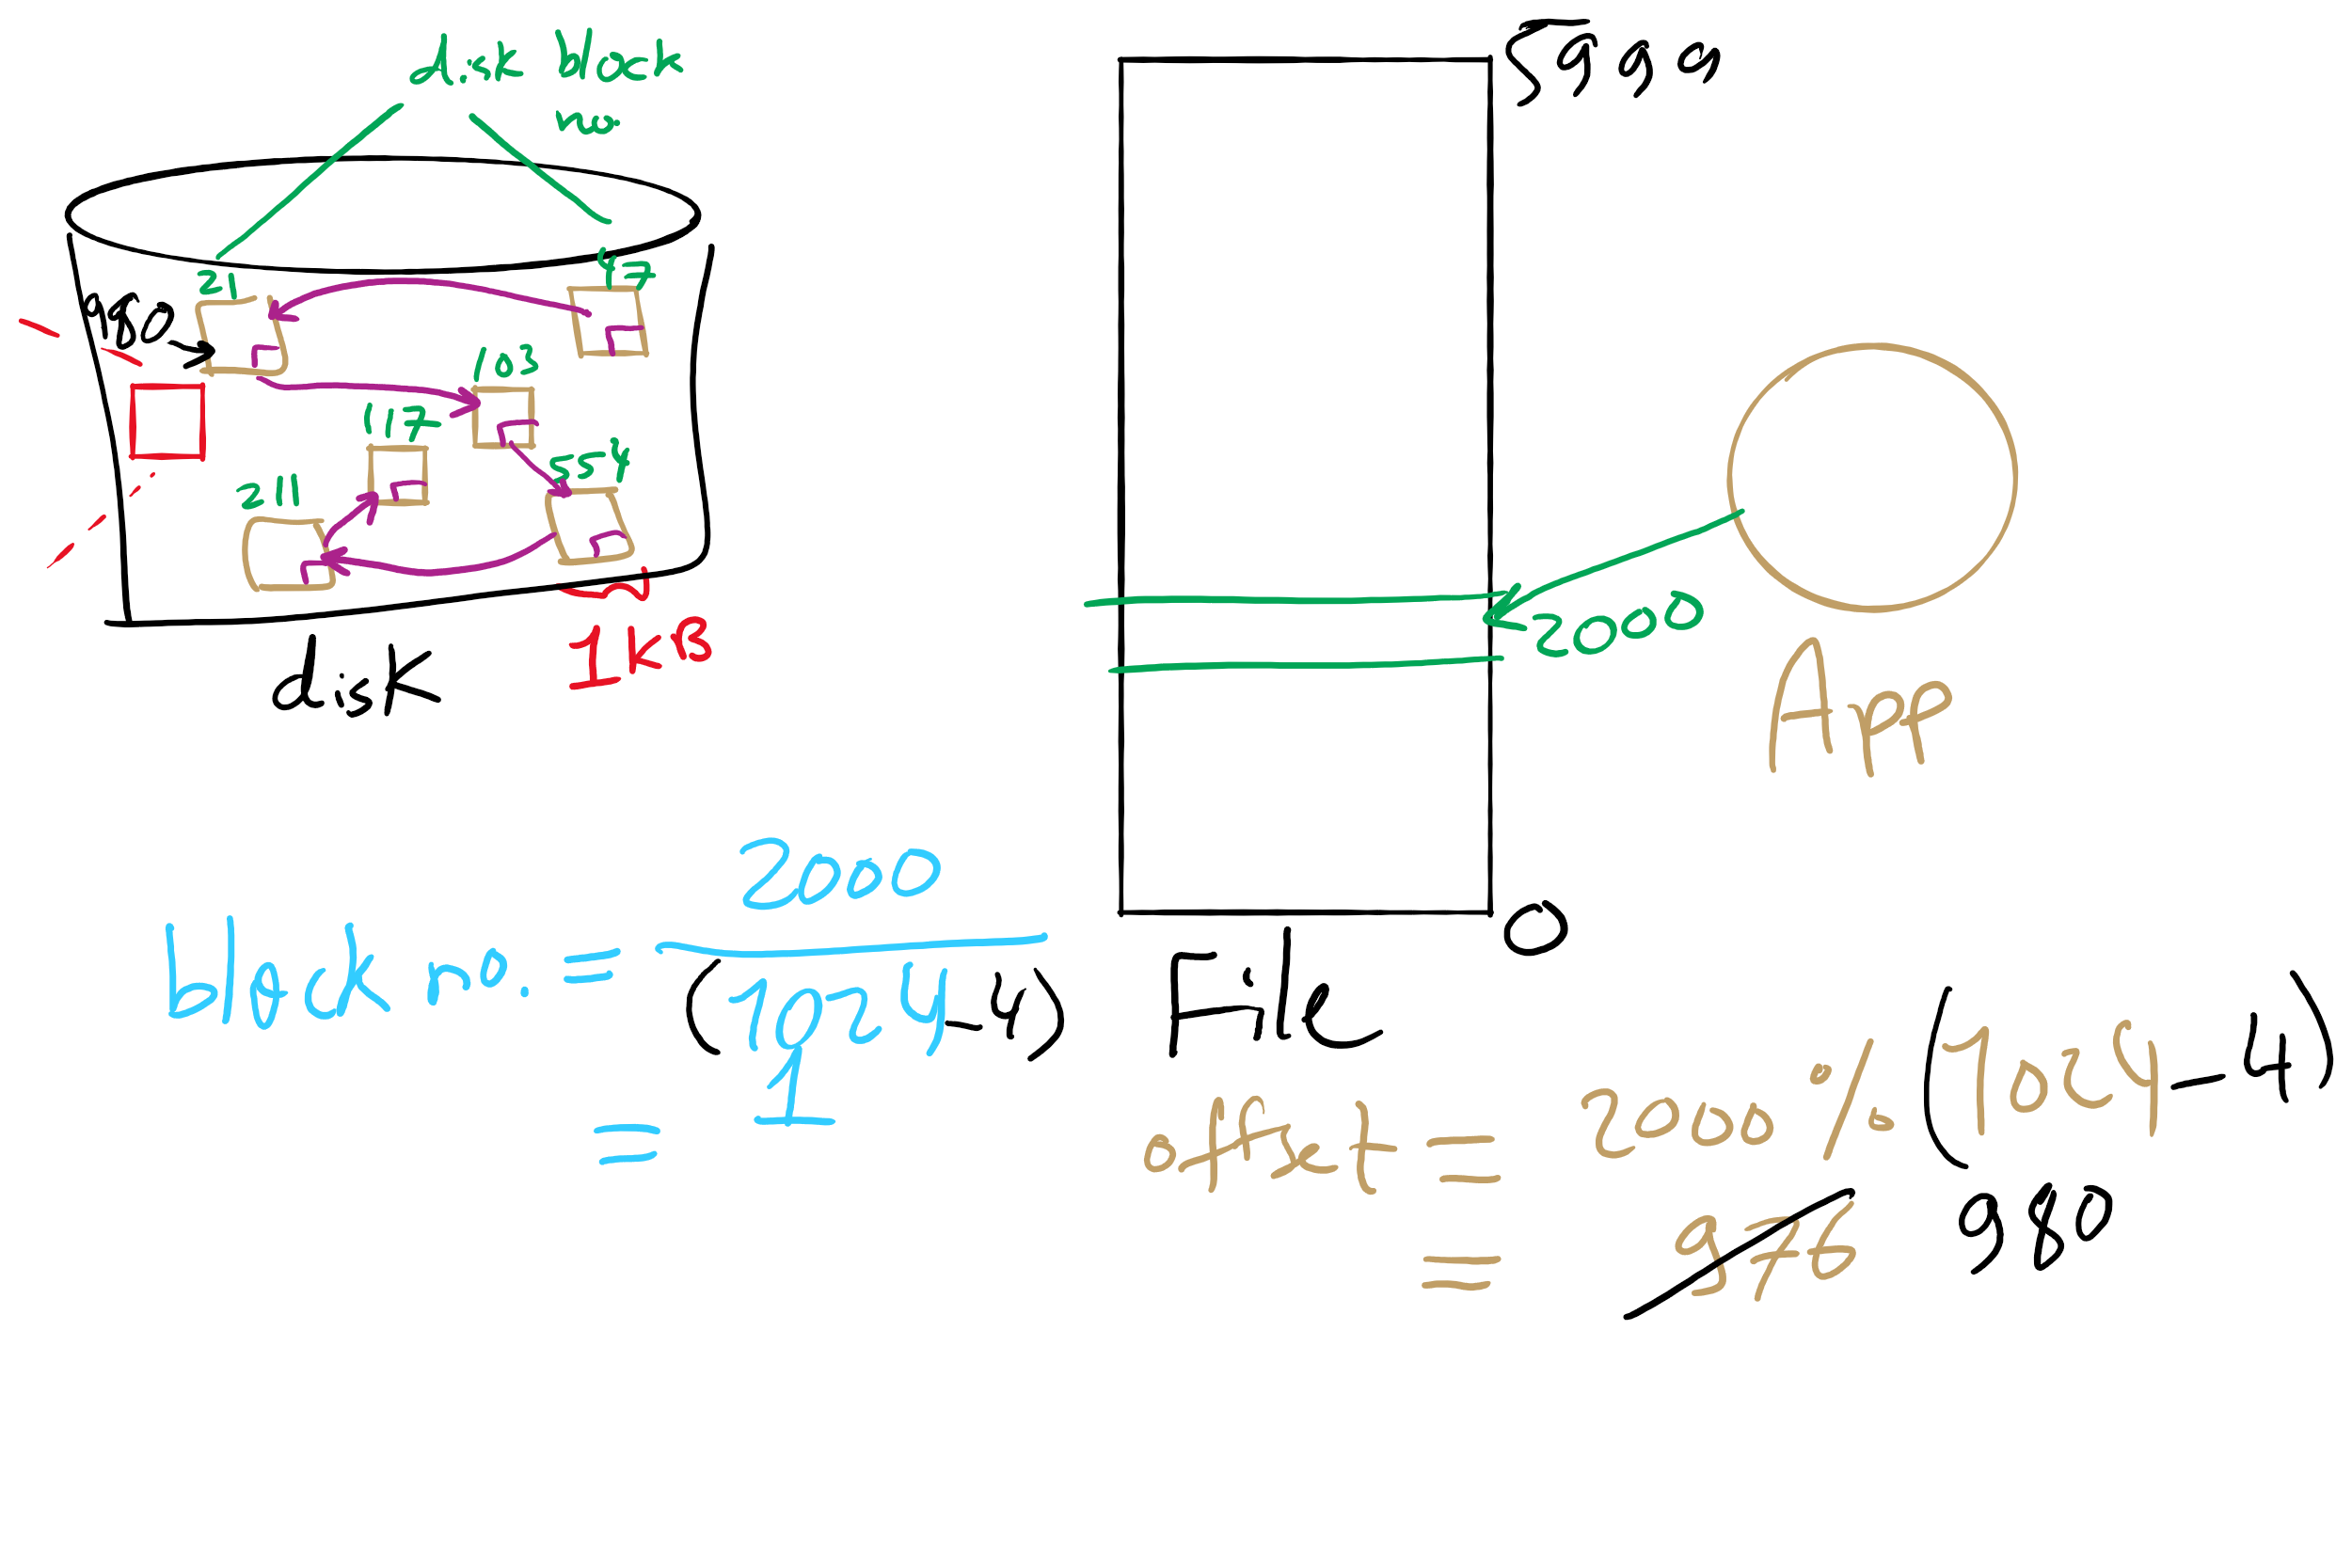 disk block
no.
5999
21
47
980
103
117
554
211
2000
1KB
disk
App
block no. = 2000
(1024-4)
= 1
0
File
offset = 2000 % (1024-4)
= 976 980